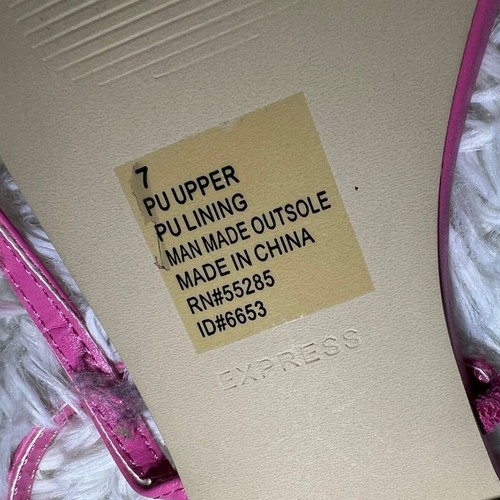 7
PU UPPER
PU LINING
MAN MADE OUTSOLE
MADE IN CHINA
RN#55285
ID#6653
EXPRESS